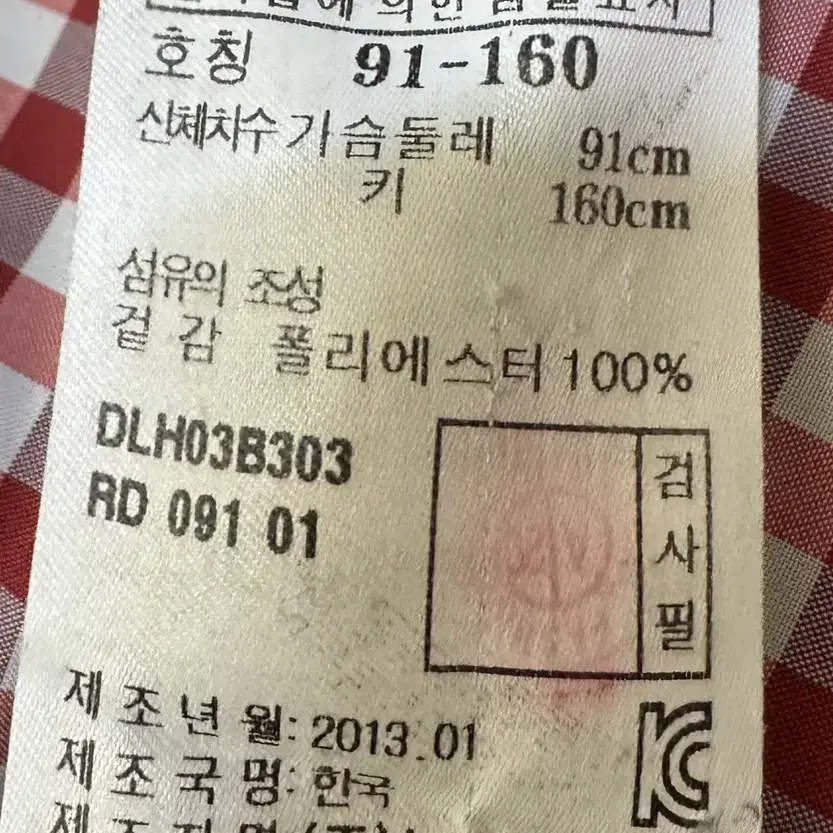 호칭 91-160
신체치수 가슴둘레 91cm
키 160cm
섬유의 조성
겉감 폴리에스터 100%
DLH03B303
RD 091 01
검사필
제조년월: 2013.01
제조국명: 한국